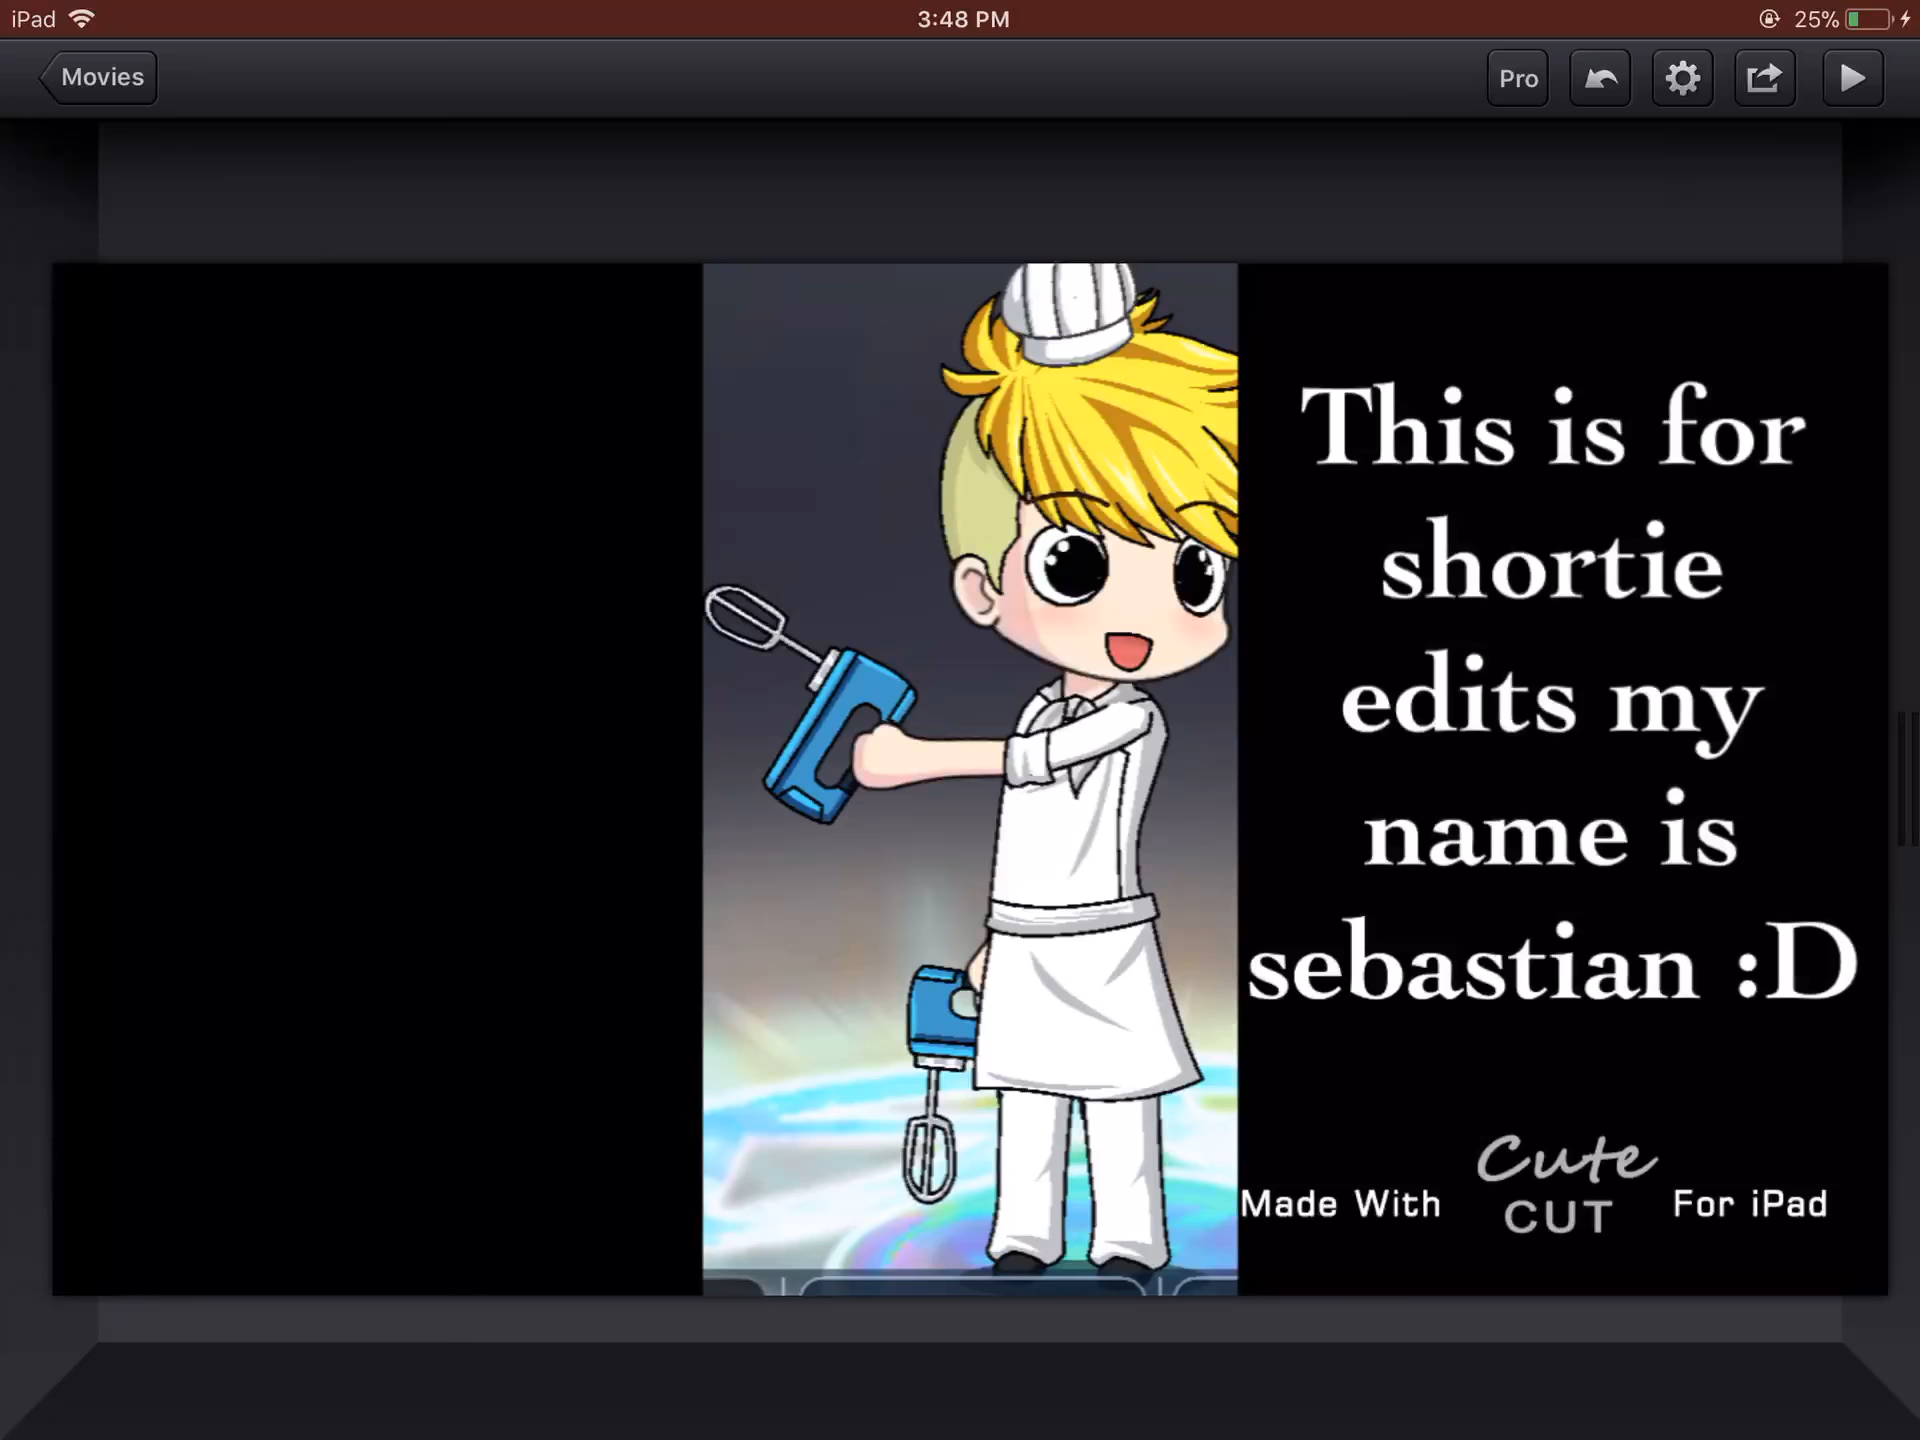 iPad 3:48 PM 25%
Movies Pro
This is for
shortie
edits my
name is
sebastian :D
Made With Cute CUT For iPad